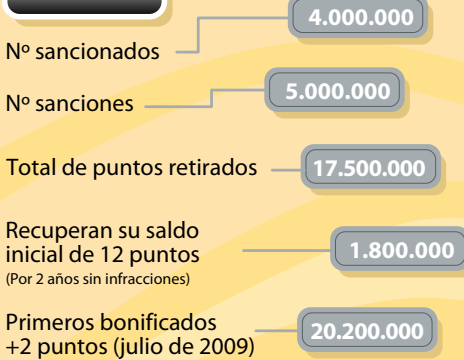 4.000.000
Nº sancionados
5.000.000
Nº sanciones
Total de puntos retirados
17.500.000
Recuperan su saldo
inicial de 12 puntos
(Por 2 años sin infracciones)
1.800.000
Primeros bonificados
+2 puntos (julio de 2009)
20.200.000